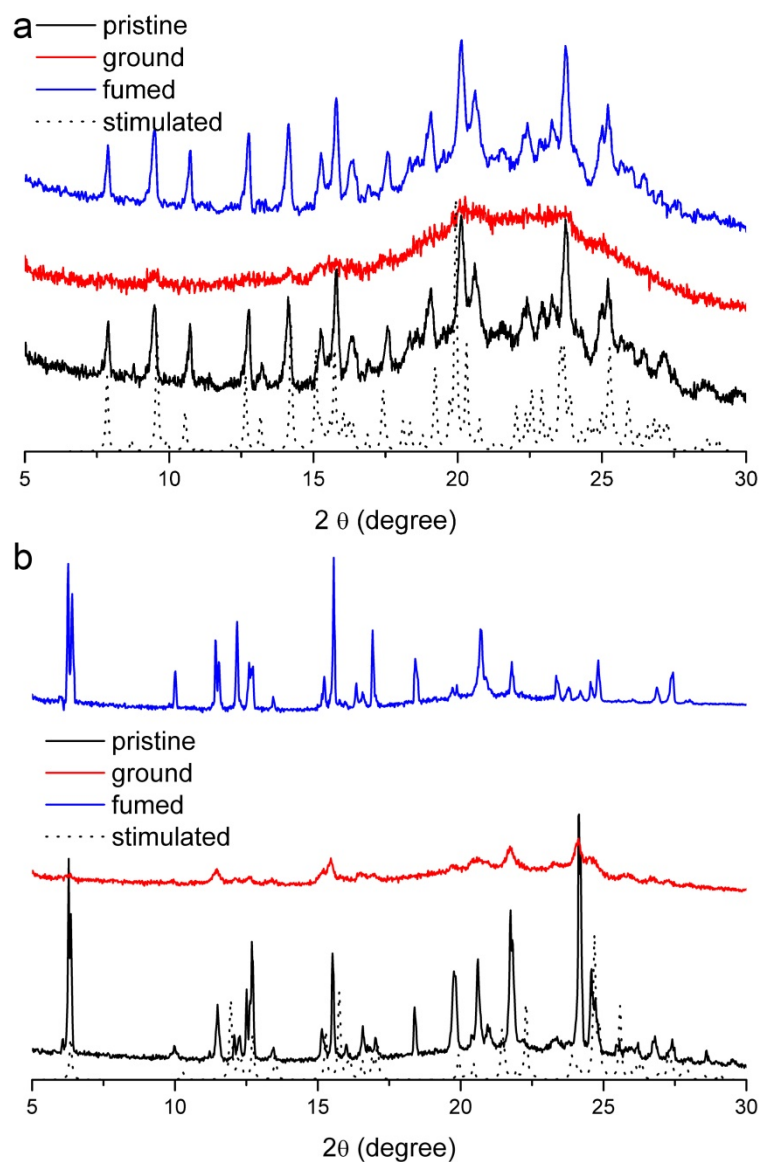 a
pristine
ground
fumed
stimulated
5 10 15 20 25 30
2 θ (degree)
b
pristine
ground
fumed
stimulated
5 10 15 20 25 30
2θ (degree)